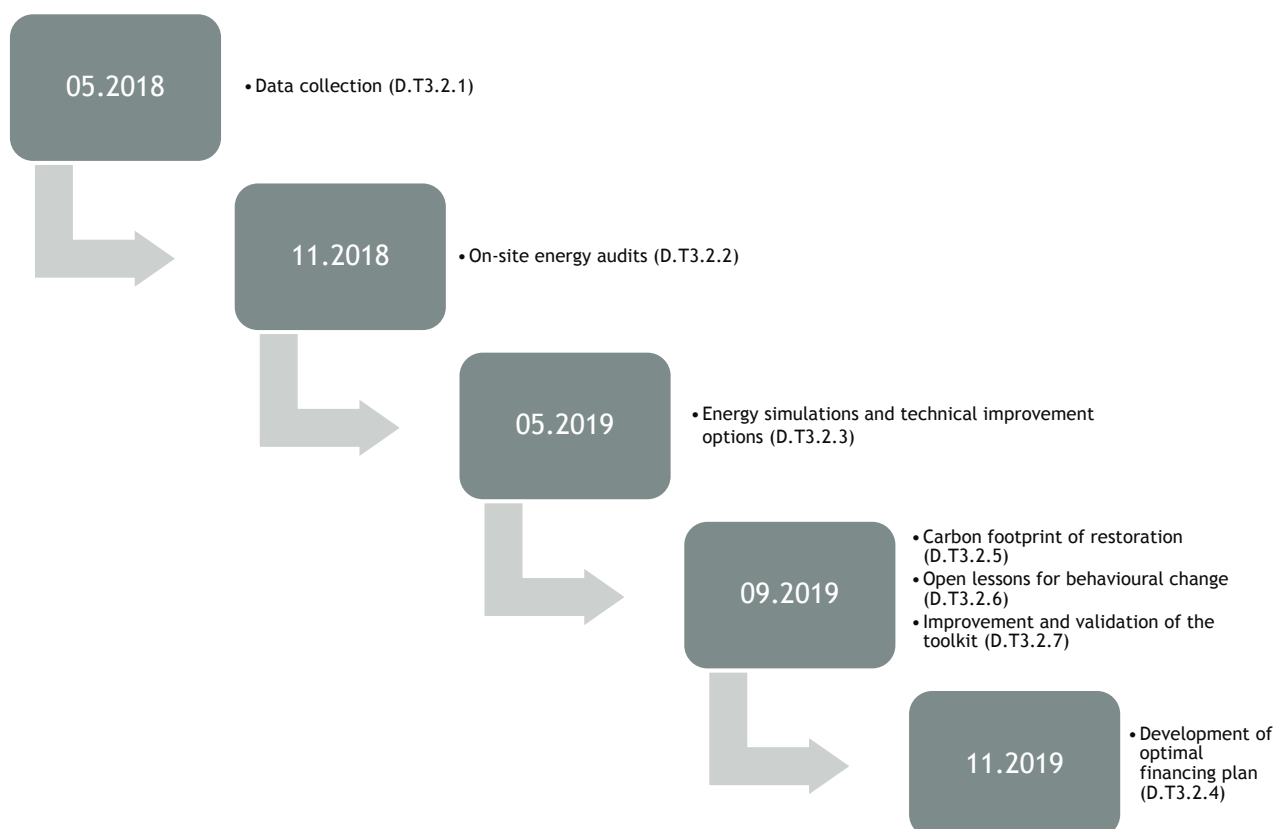 05.2018
• Data collection (D.T3.2.1)
11.2018
• On-site energy audits (D.T3.2.2)
05.2019
• Energy simulations and technical improvement
options (D.T3.2.3)
09.2019
• Carbon footprint of restoration
(D.T3.2.5)
• Open lessons for behavioural change
(D.T3.2.6)
• Improvement and validation of the
toolkit (D.T3.2.7)
11.2019
• Development of
optimal
financing plan
(D.T3.2.4)